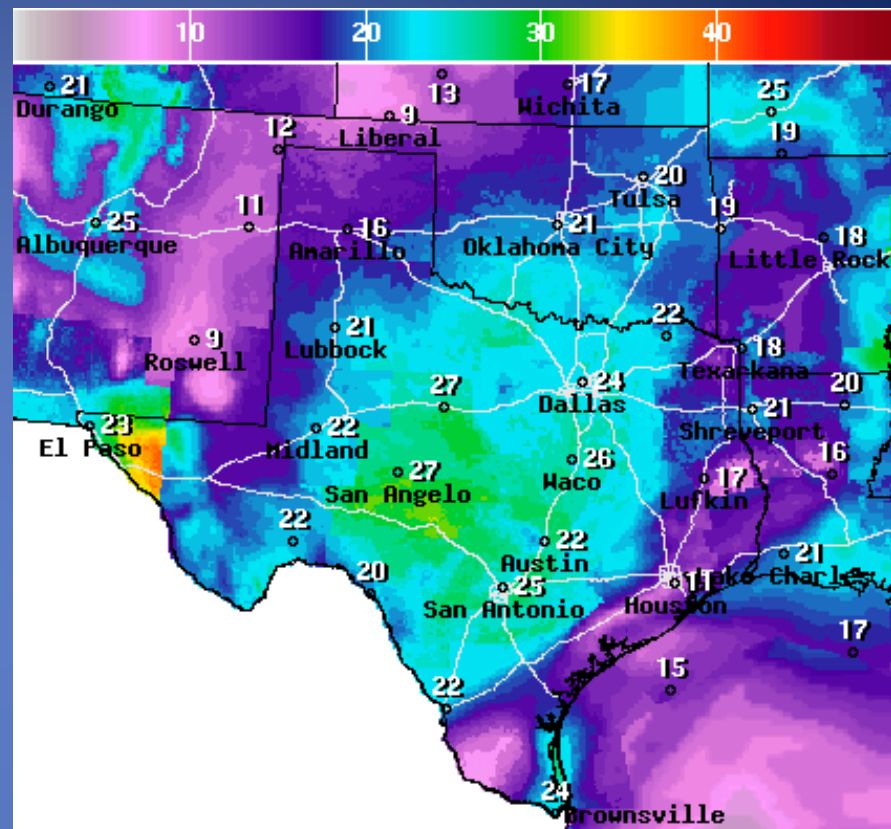 10 20 30 40
21 13 17 25
Durango Liberal 9 Wichita
12 19
20
Tulsa
25 11 16 21 19 18
Albuquerque Amarillo Oklahoma City Little Rock
9 21 22
Roswell Lubbock 18
Texarkana
27 24 21 20
Dallas
23 22 Shreveport
El Paso Midland
27 26 17 16
San Angelo Waco Lufkin
22 22 21
Austin
20 25 11 Lake Charles
San Antonio Houston
17
22 15
24
Brownsville